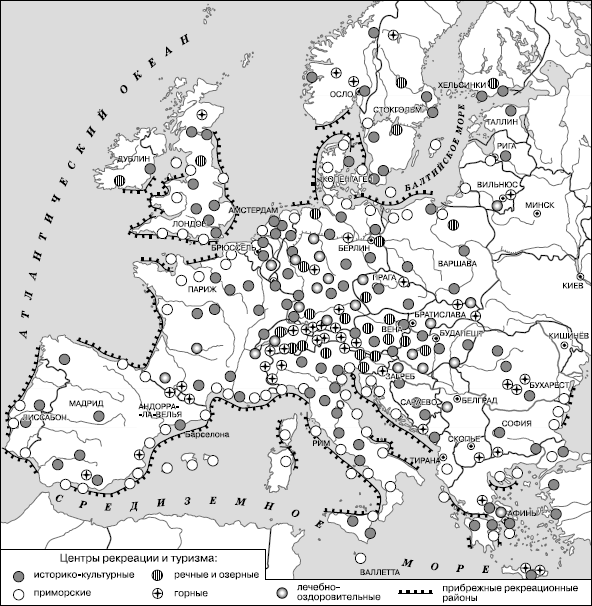 АТЛАНТИЧЕСКИЙ ОКЕАН
ОСЛО
ХЕЛЬСИНКИ
СТОКГОЛЬМ
ТАЛЛИН
БАЛТИЙСКОЕ МОРЕ
РИГА
ДУБЛИН
КОПЕНГАГЕН
ВИЛЬНЮС
МИНСК
АМСТЕРДАМ
ЛОНДОН
БРЮССЕЛЬ
БЕРЛИН
ВАРШАВА
КИЕВ
ПРАГА
ПАРИЖ
БРАТИСЛАВА
ВЕНА
БУДАПЕШТ
КИШИНЁВ
ЗАГРЕБ
БУХАРЕСТ
МАДРИД
АНДОРРА-
ЛА-ВЕЛЬЯ
САРАЕВО
БЕЛГРАД
ЛИССАБОН
СОФИЯ
Барселона
РИМ
СКОПЬЕ
ТИРАНА
СРЕДИЗЕМНОЕ МОРЕ
АФИНЫ
ВАЛЛЕТТА
Центры рекреации и туризма:
историко-культурные
речные и озерные
приморские
горные
лечебно-
оздоровительные
прибрежные рекреационные
районы